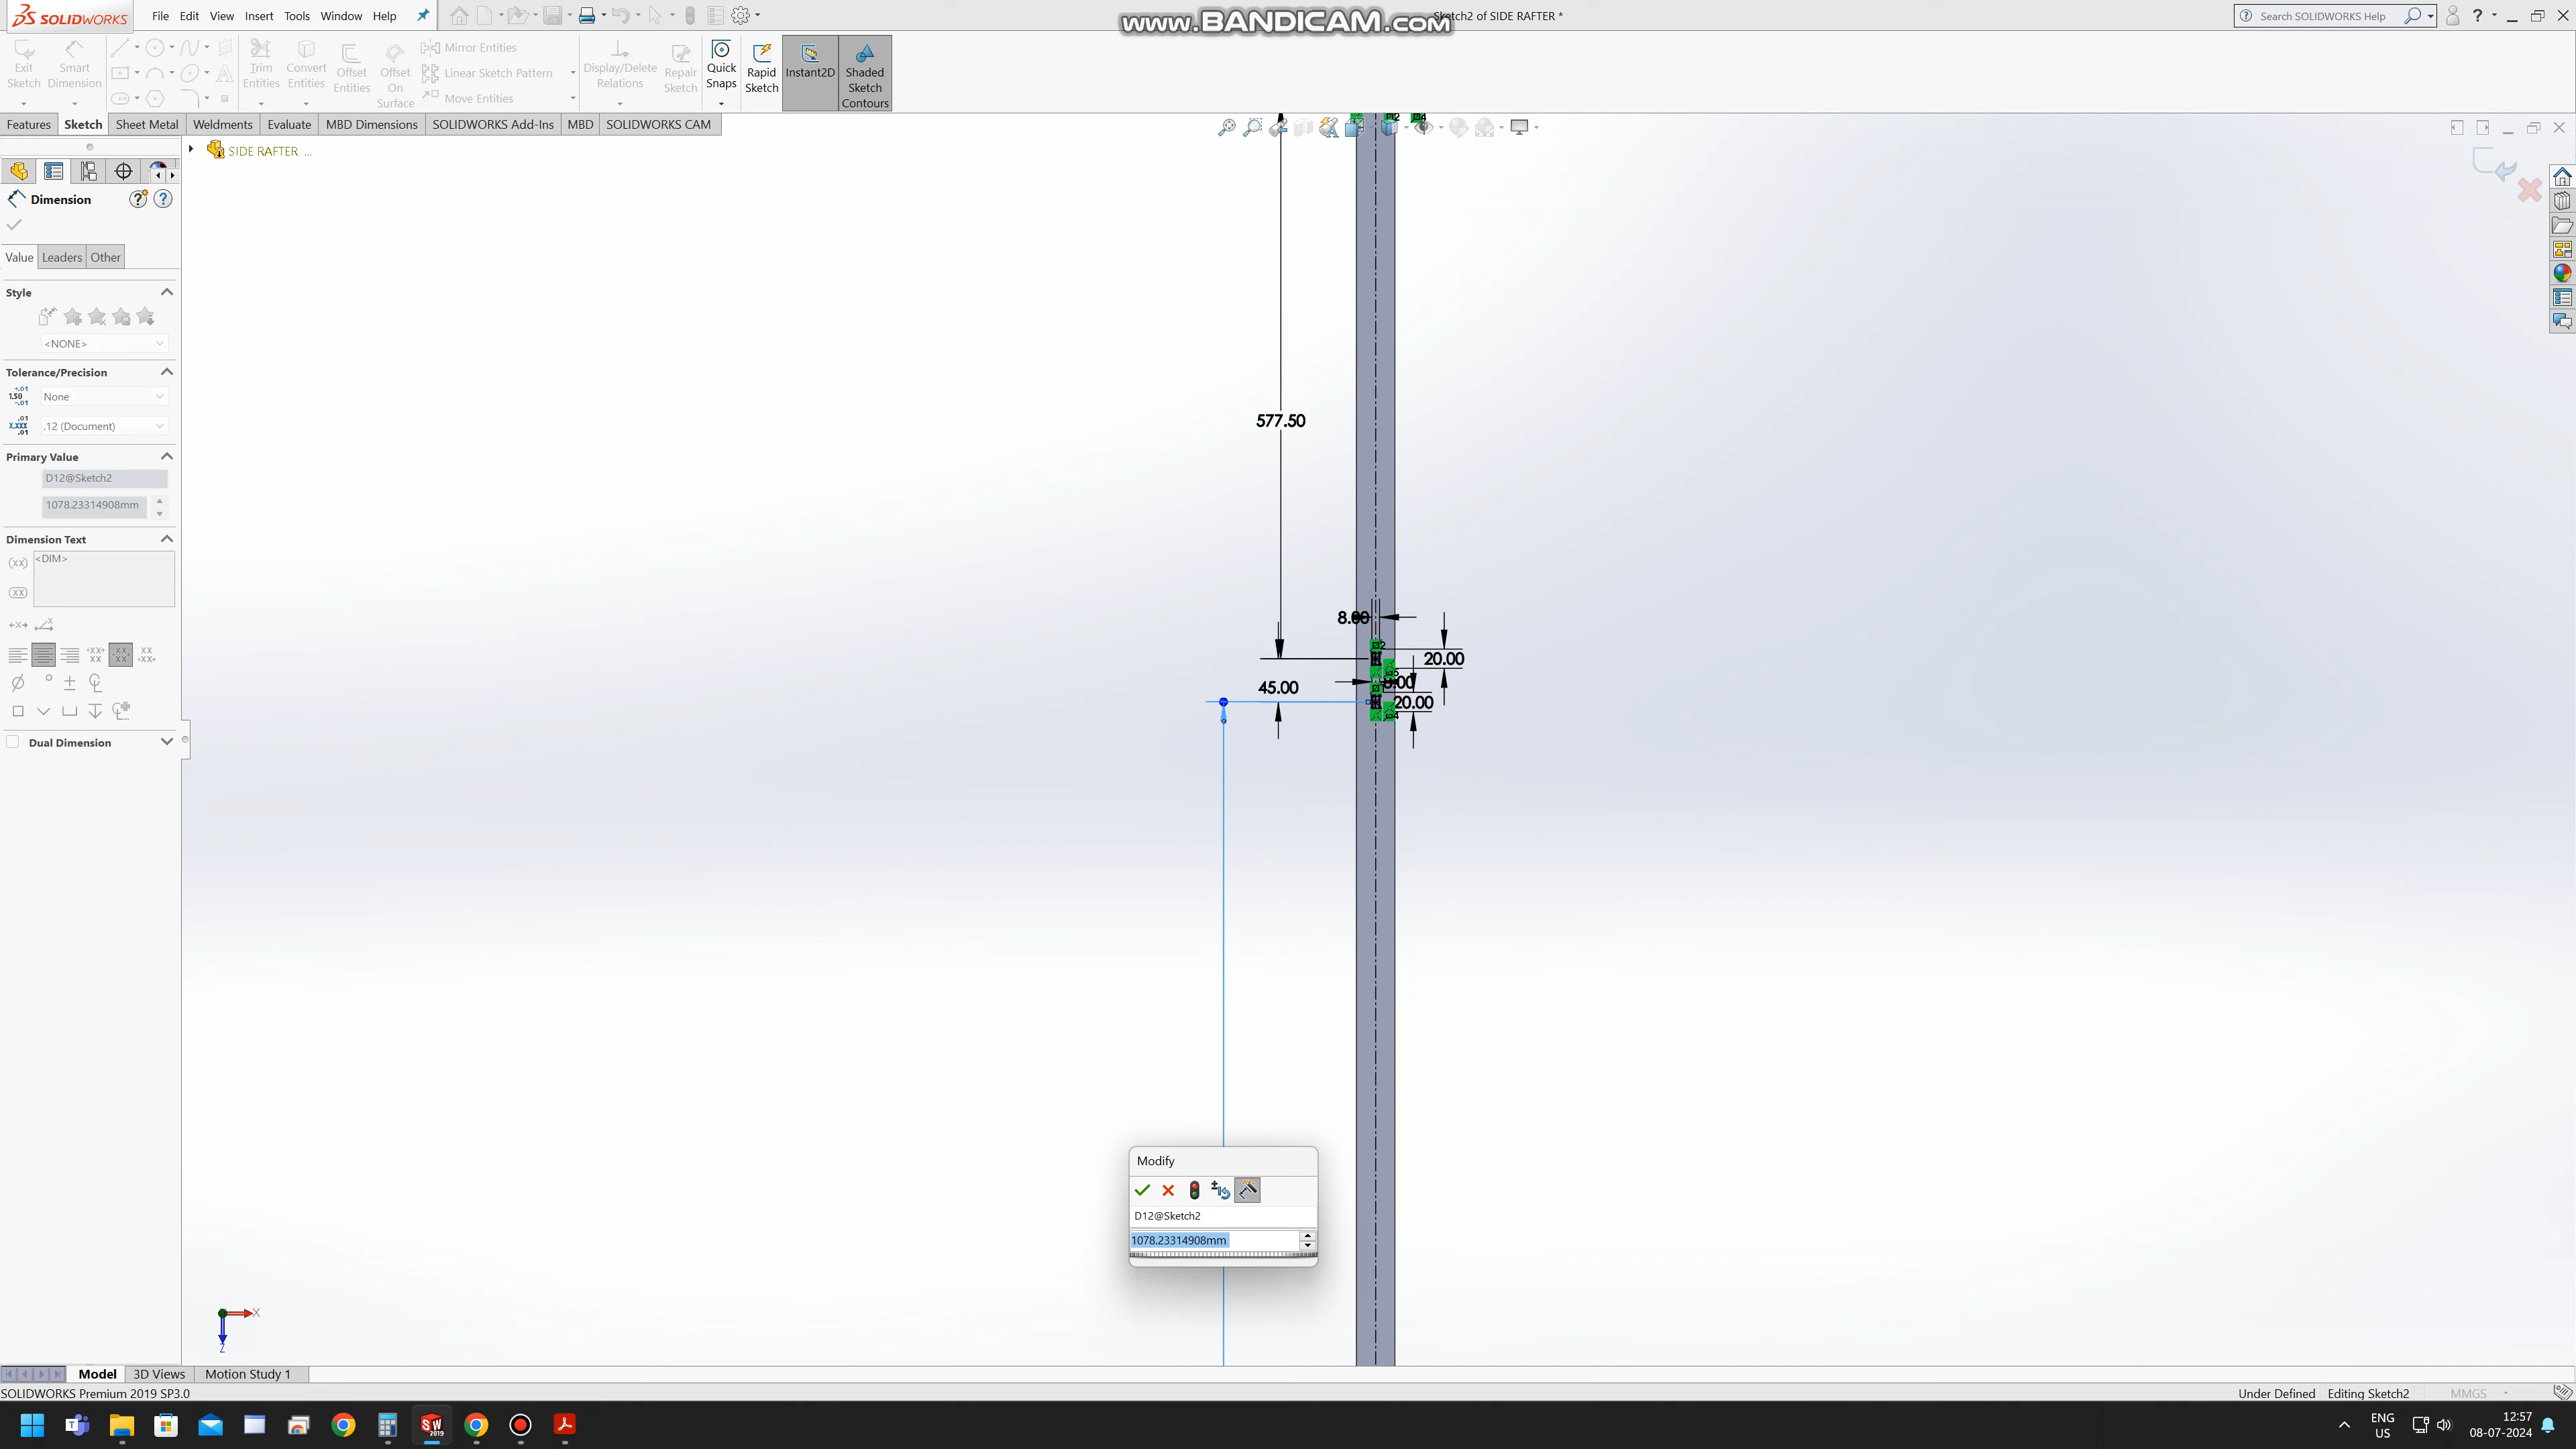 SOLIDWORKS File Edit View Insert Tools Window Help
www.BANDICAM.com
Sketch2 of SIDE RAFTER *
Search SOLIDWORKS Help
Exit Sketch
Smart Dimension
Trim Entities
Convert Entities
Offset Entities
Offset On Surface
Mirror Entities
Linear Sketch Pattern
Move Entities
Display/Delete Relations
Repair Sketch
Quick Snaps
Rapid Sketch
Instant2D
Shaded Sketch Contours
Features Sketch Sheet Metal Weldments Evaluate MBD Dimensions SOLIDWORKS Add-Ins MBD SOLIDWORKS CAM
SIDE RAFTER ...
Dimension
Value Leaders Other
Style
<NONE>
Tolerance/Precision
None
.12 (Document)
Primary Value
D12@Sketch2
1078.23314908mm
Dimension Text
<DIM>
Dual Dimension
577.50
8.00
20.00
45.00
20.00
Modify
D12@Sketch2
1078.23314908mm
X
Z
Model 3D Views Motion Study 1
SOLIDWORKS Premium 2019 SP3.0
Under Defined Editing Sketch2 MMGS
ENG
US
12:57
08-07-2024